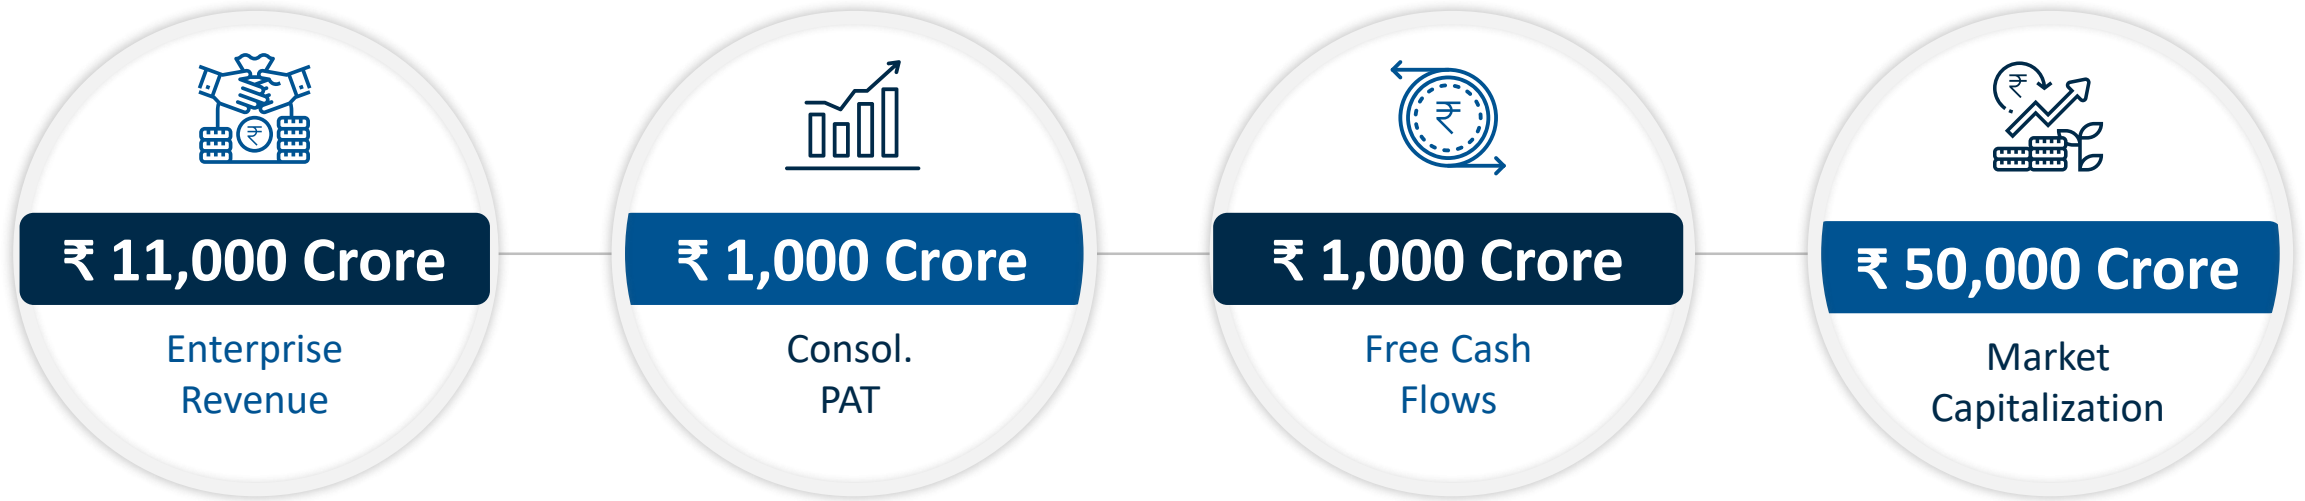 ₹ 11,000 Crore
Enterprise
Revenue
₹ 1,000 Crore
Consol.
PAT
₹ 1,000 Crore
Free Cash
Flows
₹ 50,000 Crore
Market
Capitalization